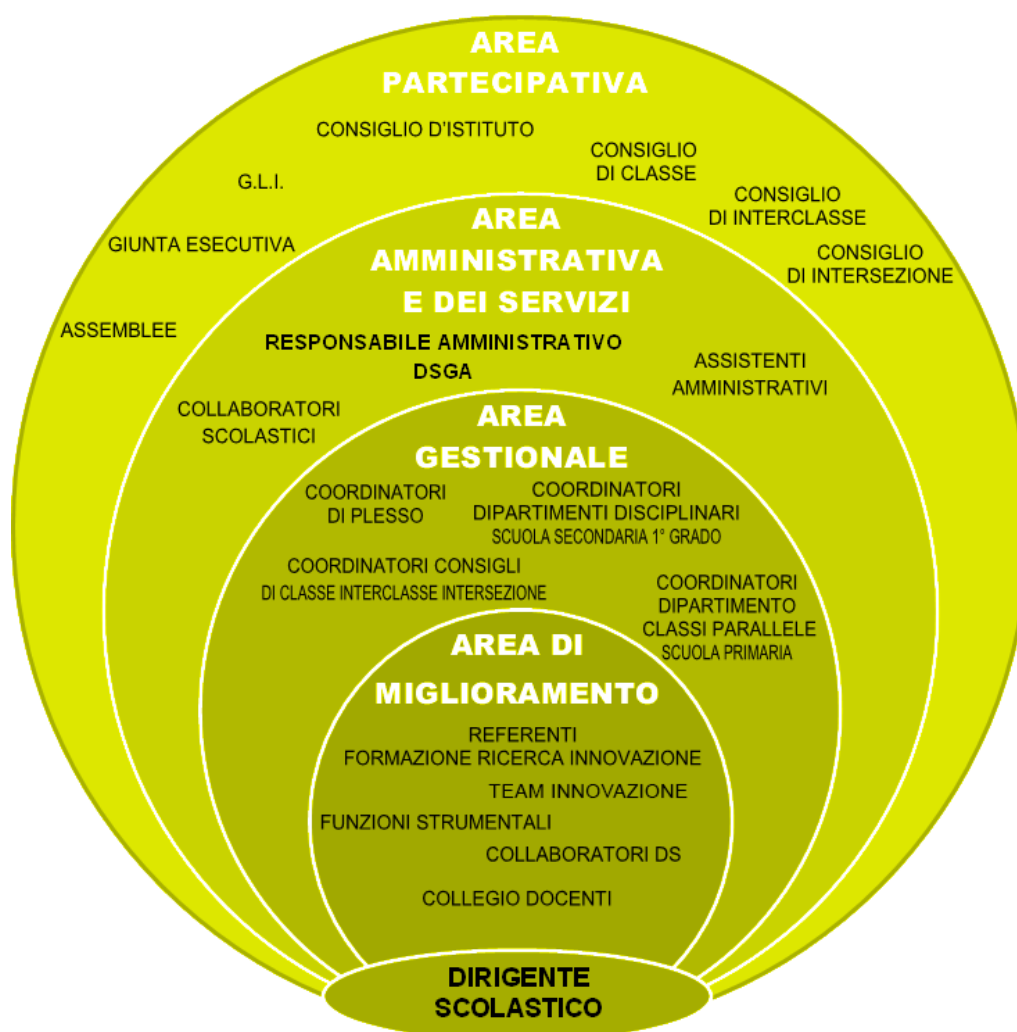 AREA
PARTECIPATIVA
CONSIGLIO D'ISTITUTO
CONSIGLIO
DI CLASSE
G.L.I.
CONSIGLIO
DI INTERCLASSE
GIUNTA ESECUTIVA
CONSIGLIO
DI INTERSEZIONE
ASSEMBLEE
AREA
AMMINISTRATIVA
E DEI SERVIZI
RESPONSABILE AMMINISTRATIVO
DSGA
ASSISTENTI
AMMINISTRATIVI
COLLABORATORI
SCOLASTICI
AREA
GESTIONALE
COORDINATORI
DI PLESSO
COORDINATORI
DIPARTIMENTI DISCIPLINARI
SCUOLA SECONDARIA 1° GRADO
COORDINATORI CONSIGLI
DI CLASSE INTERCLASSE INTERSEZIONE
COORDINATORI
DIPARTIMENTO
CLASSI PARALLELE
SCUOLA PRIMARIA
AREA DI
MIGLIORAMENTO
REFERENTI
FORMAZIONE RICERCA INNOVAZIONE
TEAM INNOVAZIONE
FUNZIONI STRUMENTALI
COLLABORATORI DS
COLLEGIO DOCENTI
DIRIGENTE
SCOLASTICO